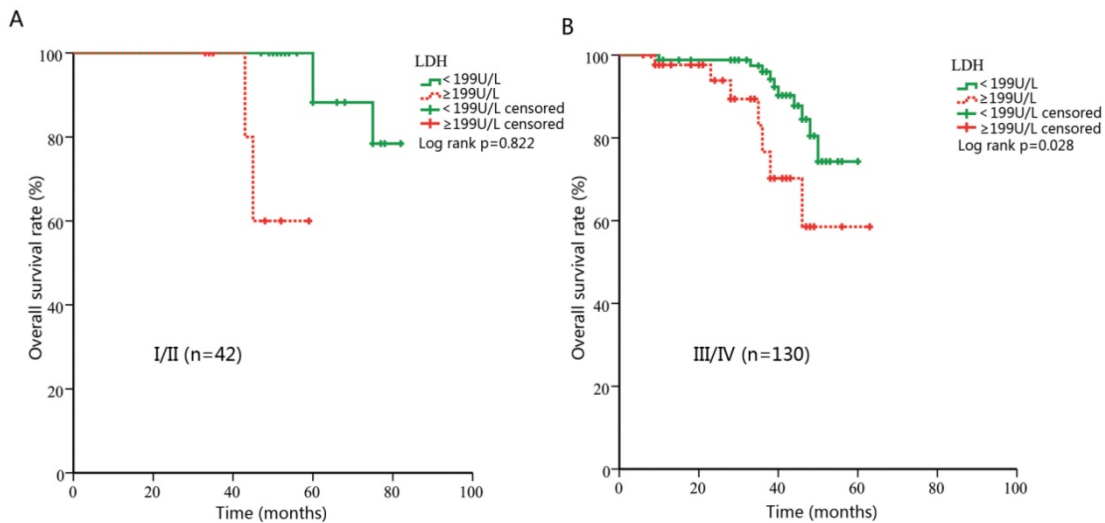 A
Overall survival rate (%)
100
80
60
40
20
0
0 20 40 60 80 100
Time (months)
LDH
< 199U/L
≥199U/L
< 199U/L censored
≥199U/L censored
Log rank p=0.822
I/II (n=42)
B
Overall survival rate (%)
100
80
60
40
20
0
0 20 40 60 80 100
Time (months)
LDH
< 199U/L
≥199U/L
< 199U/L censored
≥199U/L censored
Log rank p=0.028
III/IV (n=130)